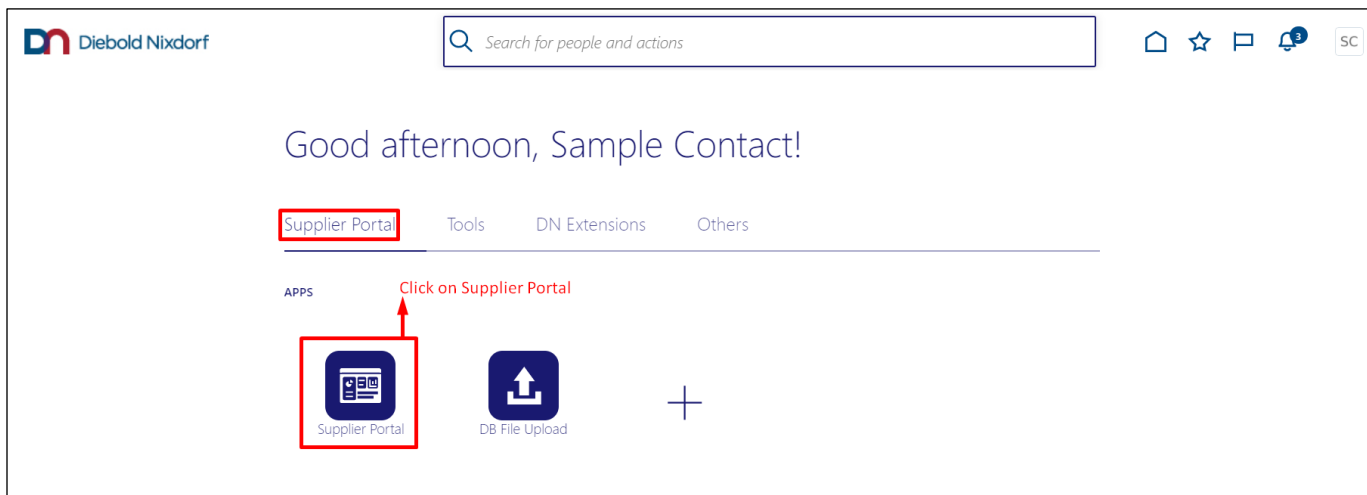 DN Diebold Nixdorf
Search for people and actions
3
SC
Good afternoon, Sample Contact!
Supplier Portal Tools DN Extensions Others
APPS
Click on Supplier Portal
Supplier Portal DB File Upload